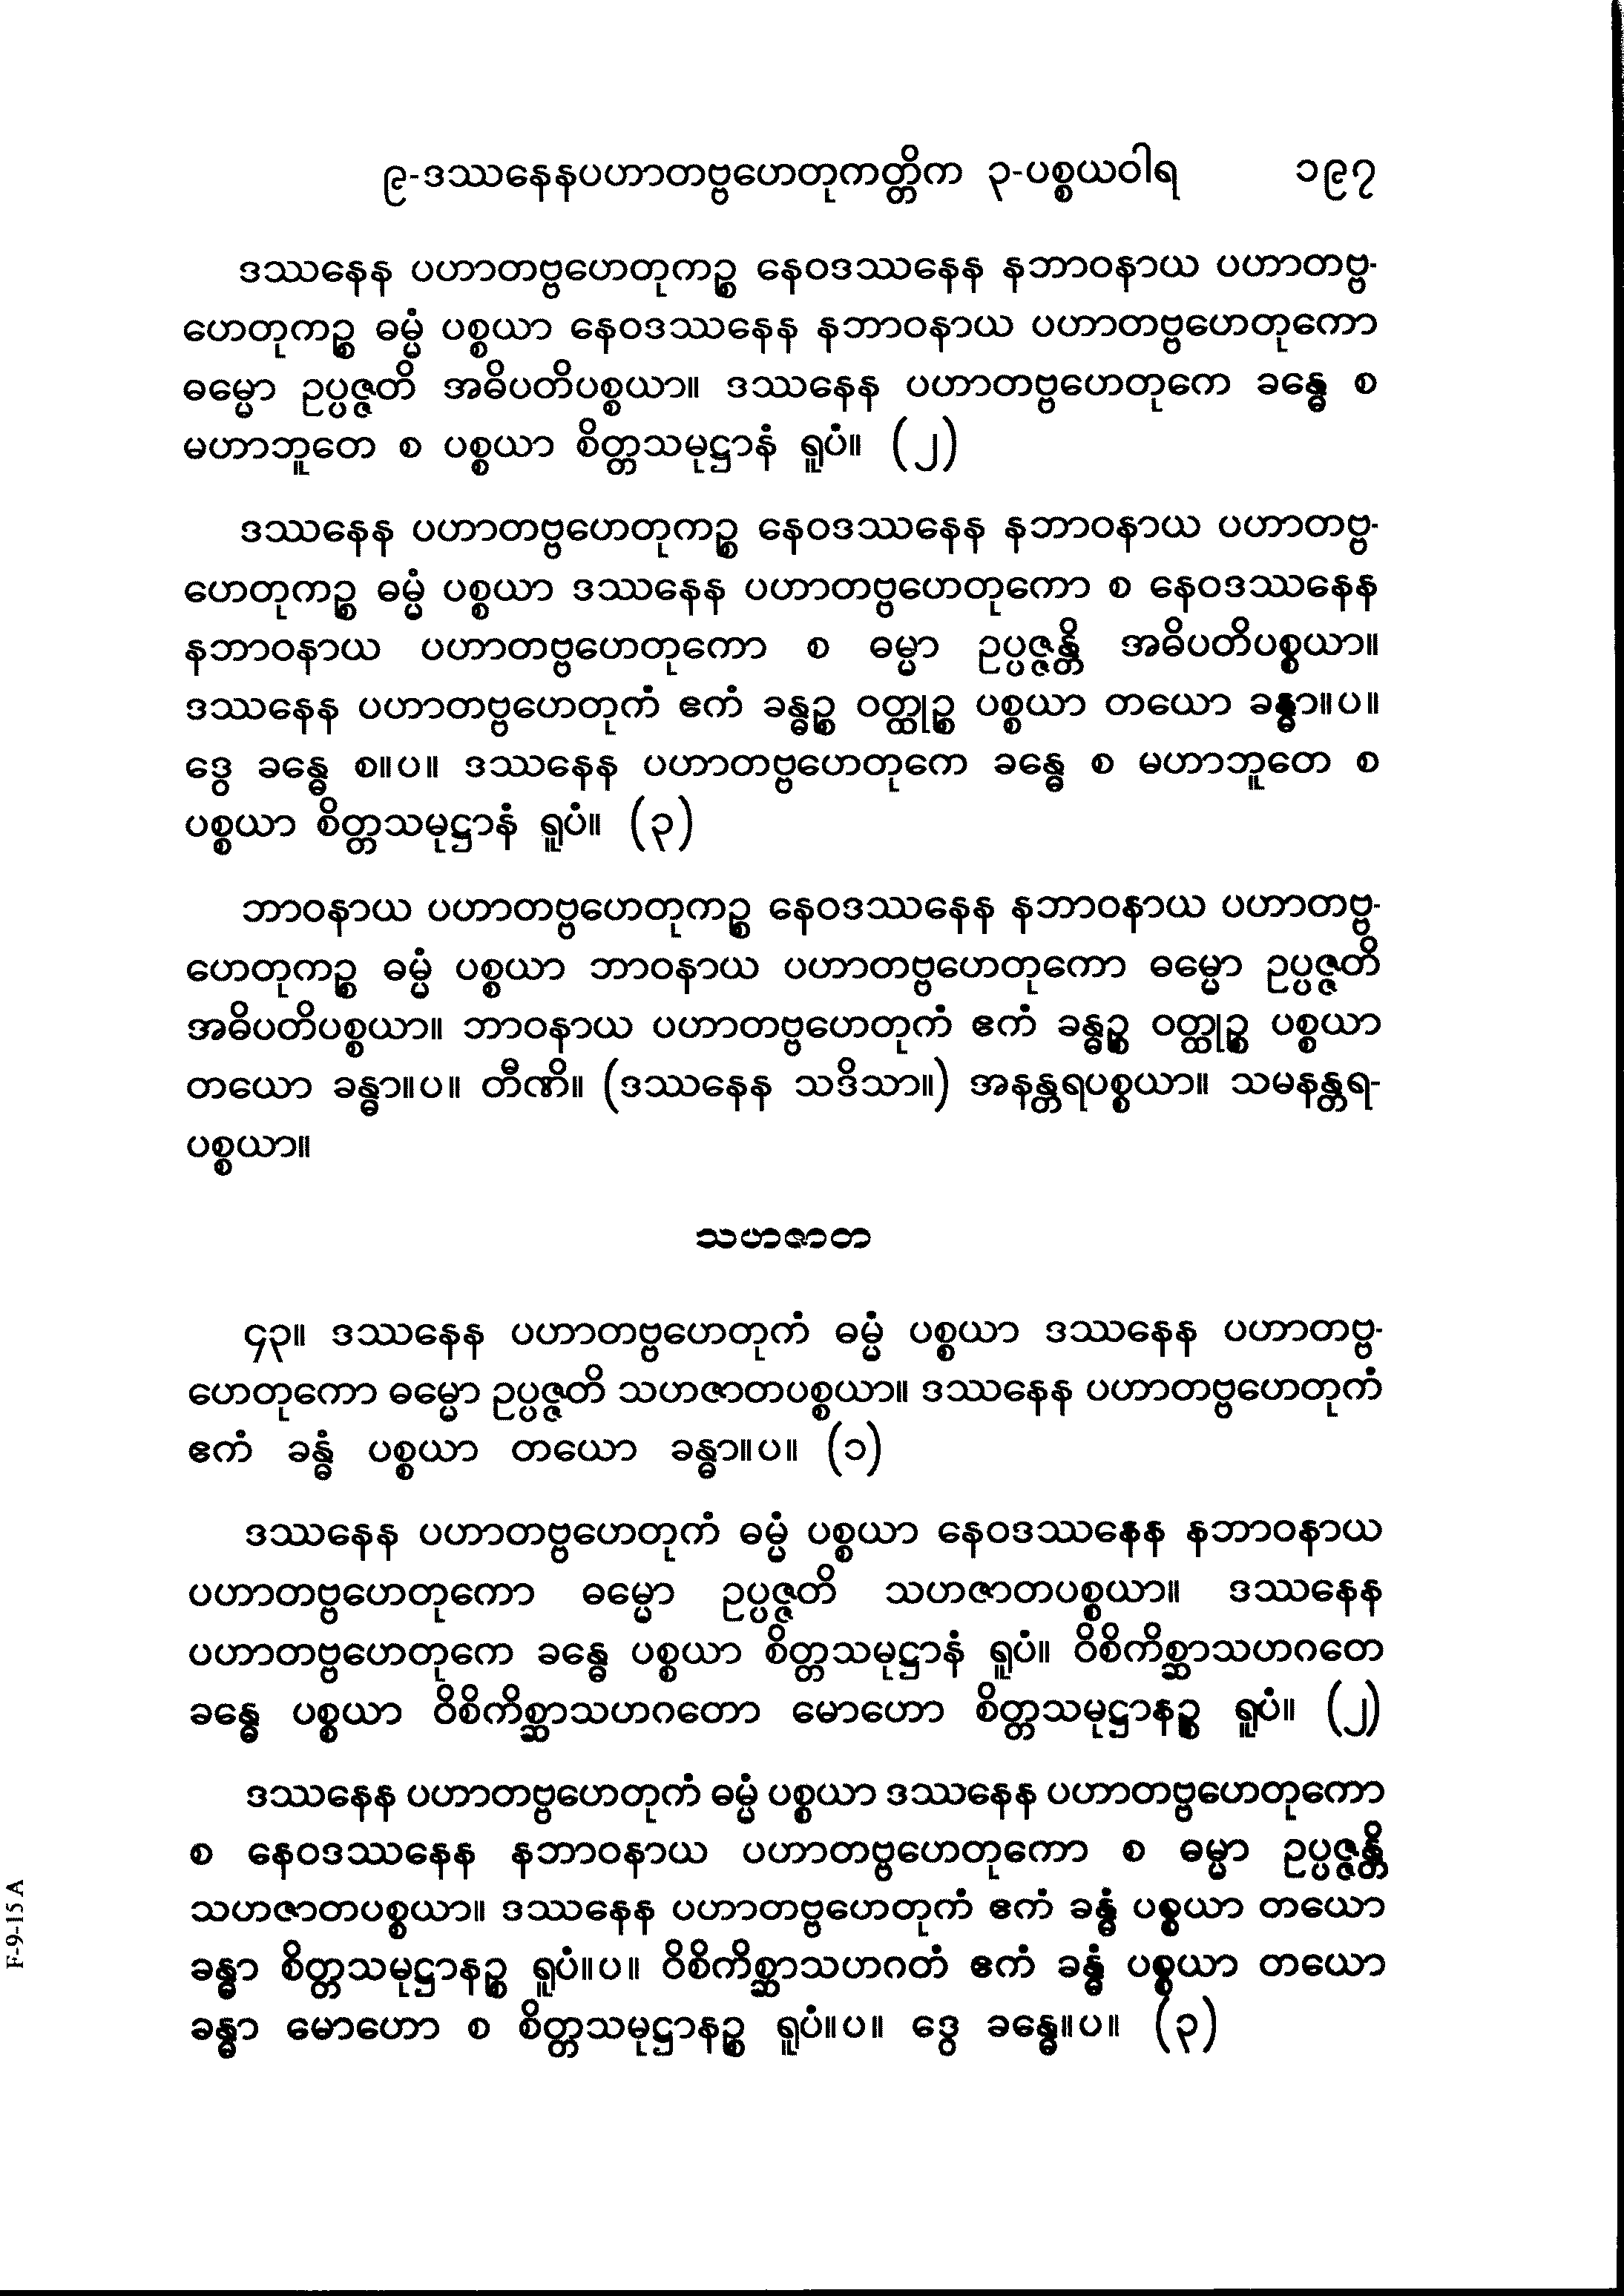 ၉-ဒဿနေနပဟာတဗ္ဗဟေတုကတ္တိက ၃-ပစ္စယဝါရ ၁၉၇
ဒဿနေန ပဟာတဗ္ဗဟေတုကဉ္စ နေဝဒဿနေန နဘာဝနာယ ပဟာတဗ္ဗ-
ဟေတုကဉ္စ ဓမ္မံ ပစ္စယာ နေဝဒဿနေန နဘာဝနာယ ပဟာတဗ္ဗဟေတုကော
ဓမ္မော ဥပ္ပဇ္ဇတိ အဓိပတိပစ္စယာ။ ဒဿနေန ပဟာတဗ္ဗဟေတုကေ ခန္ဓေ စ
မဟာဘူတေ စ ပစ္စယာ စိတ္တသမုဋ္ဌာနံ ရူပံ။ (၂)
ဒဿနေန ပဟာတဗ္ဗဟေတုကဉ္စ နေဝဒဿနေန နဘာဝနာယ ပဟာတဗ္ဗ-
ဟေတုကဉ္စ ဓမ္မံ ပစ္စယာ ဒဿနေန ပဟာတဗ္ဗဟေတုကော စ နေဝဒဿနေန
နဘာဝနာယ ပဟာတဗ္ဗဟေတုကော စ ဓမ္မာ ဥပ္ပဇ္ဇန္တိ အဓိပတိပစ္စယာ။
ဒဿနေန ပဟာတဗ္ဗဟေတုကံ ဧကံ ခန္ဓဉ္စ ဝတ္ထုဉ္စ ပစ္စယာ တယော ခန္ဓာ။ပ။
ဒွေ ခန္ဓေ စ။ပ။ ဒဿနေန ပဟာတဗ္ဗဟေတုကေ ခန္ဓေ စ မဟာဘူတေ စ
ပစ္စယာ စိတ္တသမုဋ္ဌာနံ ရူပံ။ (၃)
ဘာဝနာယ ပဟာတဗ္ဗဟေတုကဉ္စ နေဝဒဿနေန နဘာဝနာယ ပဟာတဗ္ဗ-
ဟေတုကဉ္စ ဓမ္မံ ပစ္စယာ ဘာဝနာယ ပဟာတဗ္ဗဟေတုကော ဓမ္မော ဥပ္ပဇ္ဇတိ
အဓိပတိပစ္စယာ။ ဘာဝနာယ ပဟာတဗ္ဗဟေတုကံ ဧကံ ခန္ဓဉ္စ ဝတ္ထုဉ္စ ပစ္စယာ
တယော ခန္ဓာ။ပ။ တီဏိ။ (ဒဿနေန သဒိသာ။) အနန္တရပစ္စယာ။ သမနန္တရ-
ပစ္စယာ။
သဟဇာတ
၄၃။ ဒဿနေန ပဟာတဗ္ဗဟေတုကံ ဓမ္မံ ပစ္စယာ ဒဿနေန ပဟာတဗ္ဗ-
ဟေတုကော ဓမ္မော ဥပ္ပဇ္ဇတိ သဟဇာတပစ္စယာ။ ဒဿနေန ပဟာတဗ္ဗဟေတုကံ
ဧကံ ခန္ဓံ ပစ္စယာ တယော ခန္ဓာ။ပ။ (၁)
ဒဿနေန ပဟာတဗ္ဗဟေတုကံ ဓမ္မံ ပစ္စယာ နေဝဒဿနေန နဘာဝနာယ
ပဟာတဗ္ဗဟေတုကော ဓမ္မော ဥပ္ပဇ္ဇတိ သဟဇာတပစ္စယာ။ ဒဿနေန
ပဟာတဗ္ဗဟေတုကေ ခန္ဓေ ပစ္စယာ စိတ္တသမုဋ္ဌာနံ ရူပံ။ ဝိစိကိစ္ဆာသဟဂတေ
ခန္ဓေ ပစ္စယာ ဝိစိကိစ္ဆာသဟဂတော မောဟော စိတ္တသမုဋ္ဌာနဉ္စ ရူပံ။ (၂)
ဒဿနေန ပဟာတဗ္ဗဟေတုကံ ဓမ္မံ ပစ္စယာ ဒဿနေန ပဟာတဗ္ဗဟေတုကော
စ နေဝဒဿနေန နဘာဝနာယ ပဟာတဗ္ဗဟေတုကော စ ဓမ္မာ ဥပ္ပဇ္ဇန္တိ
သဟဇာတပစ္စယာ။ ဒဿနေန ပဟာတဗ္ဗဟေတုကံ ဧကံ ခန္ဓံ ပစ္စယာ တယော
ခန္ဓာ စိတ္တသမုဋ္ဌာနဉ္စ ရူပံ။ပ။ ဝိစိကိစ္ဆာသဟဂတံ ဧကံ ခန္ဓံ ပစ္စယာ တယော
ခန္ဓာ မောဟော စ စိတ္တသမုဋ္ဌာနဉ္စ ရူပံ။ပ။ ဒွေ ခန္ဓေ။ပ။ (၃)
F-9-15 A